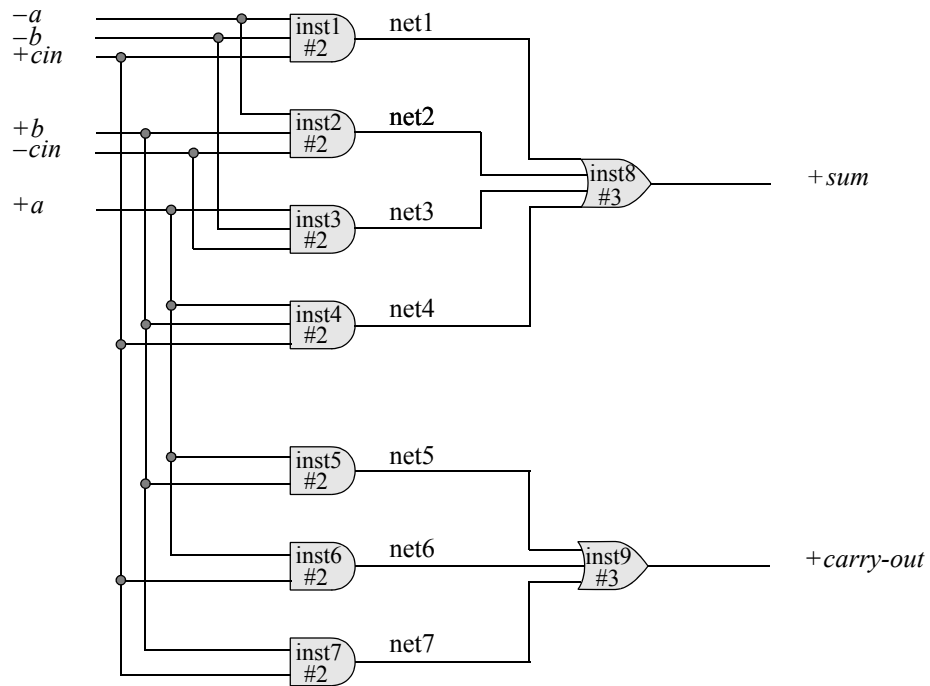 –a
–b
+cin
+b
–cin
+a
inst1
#2
net1
inst2
#2
net2
inst3
#2
net3
inst4
#2
net4
inst8
#3
+sum
inst5
#2
net5
inst6
#2
net6
inst7
#2
net7
inst9
#3
+carry-out